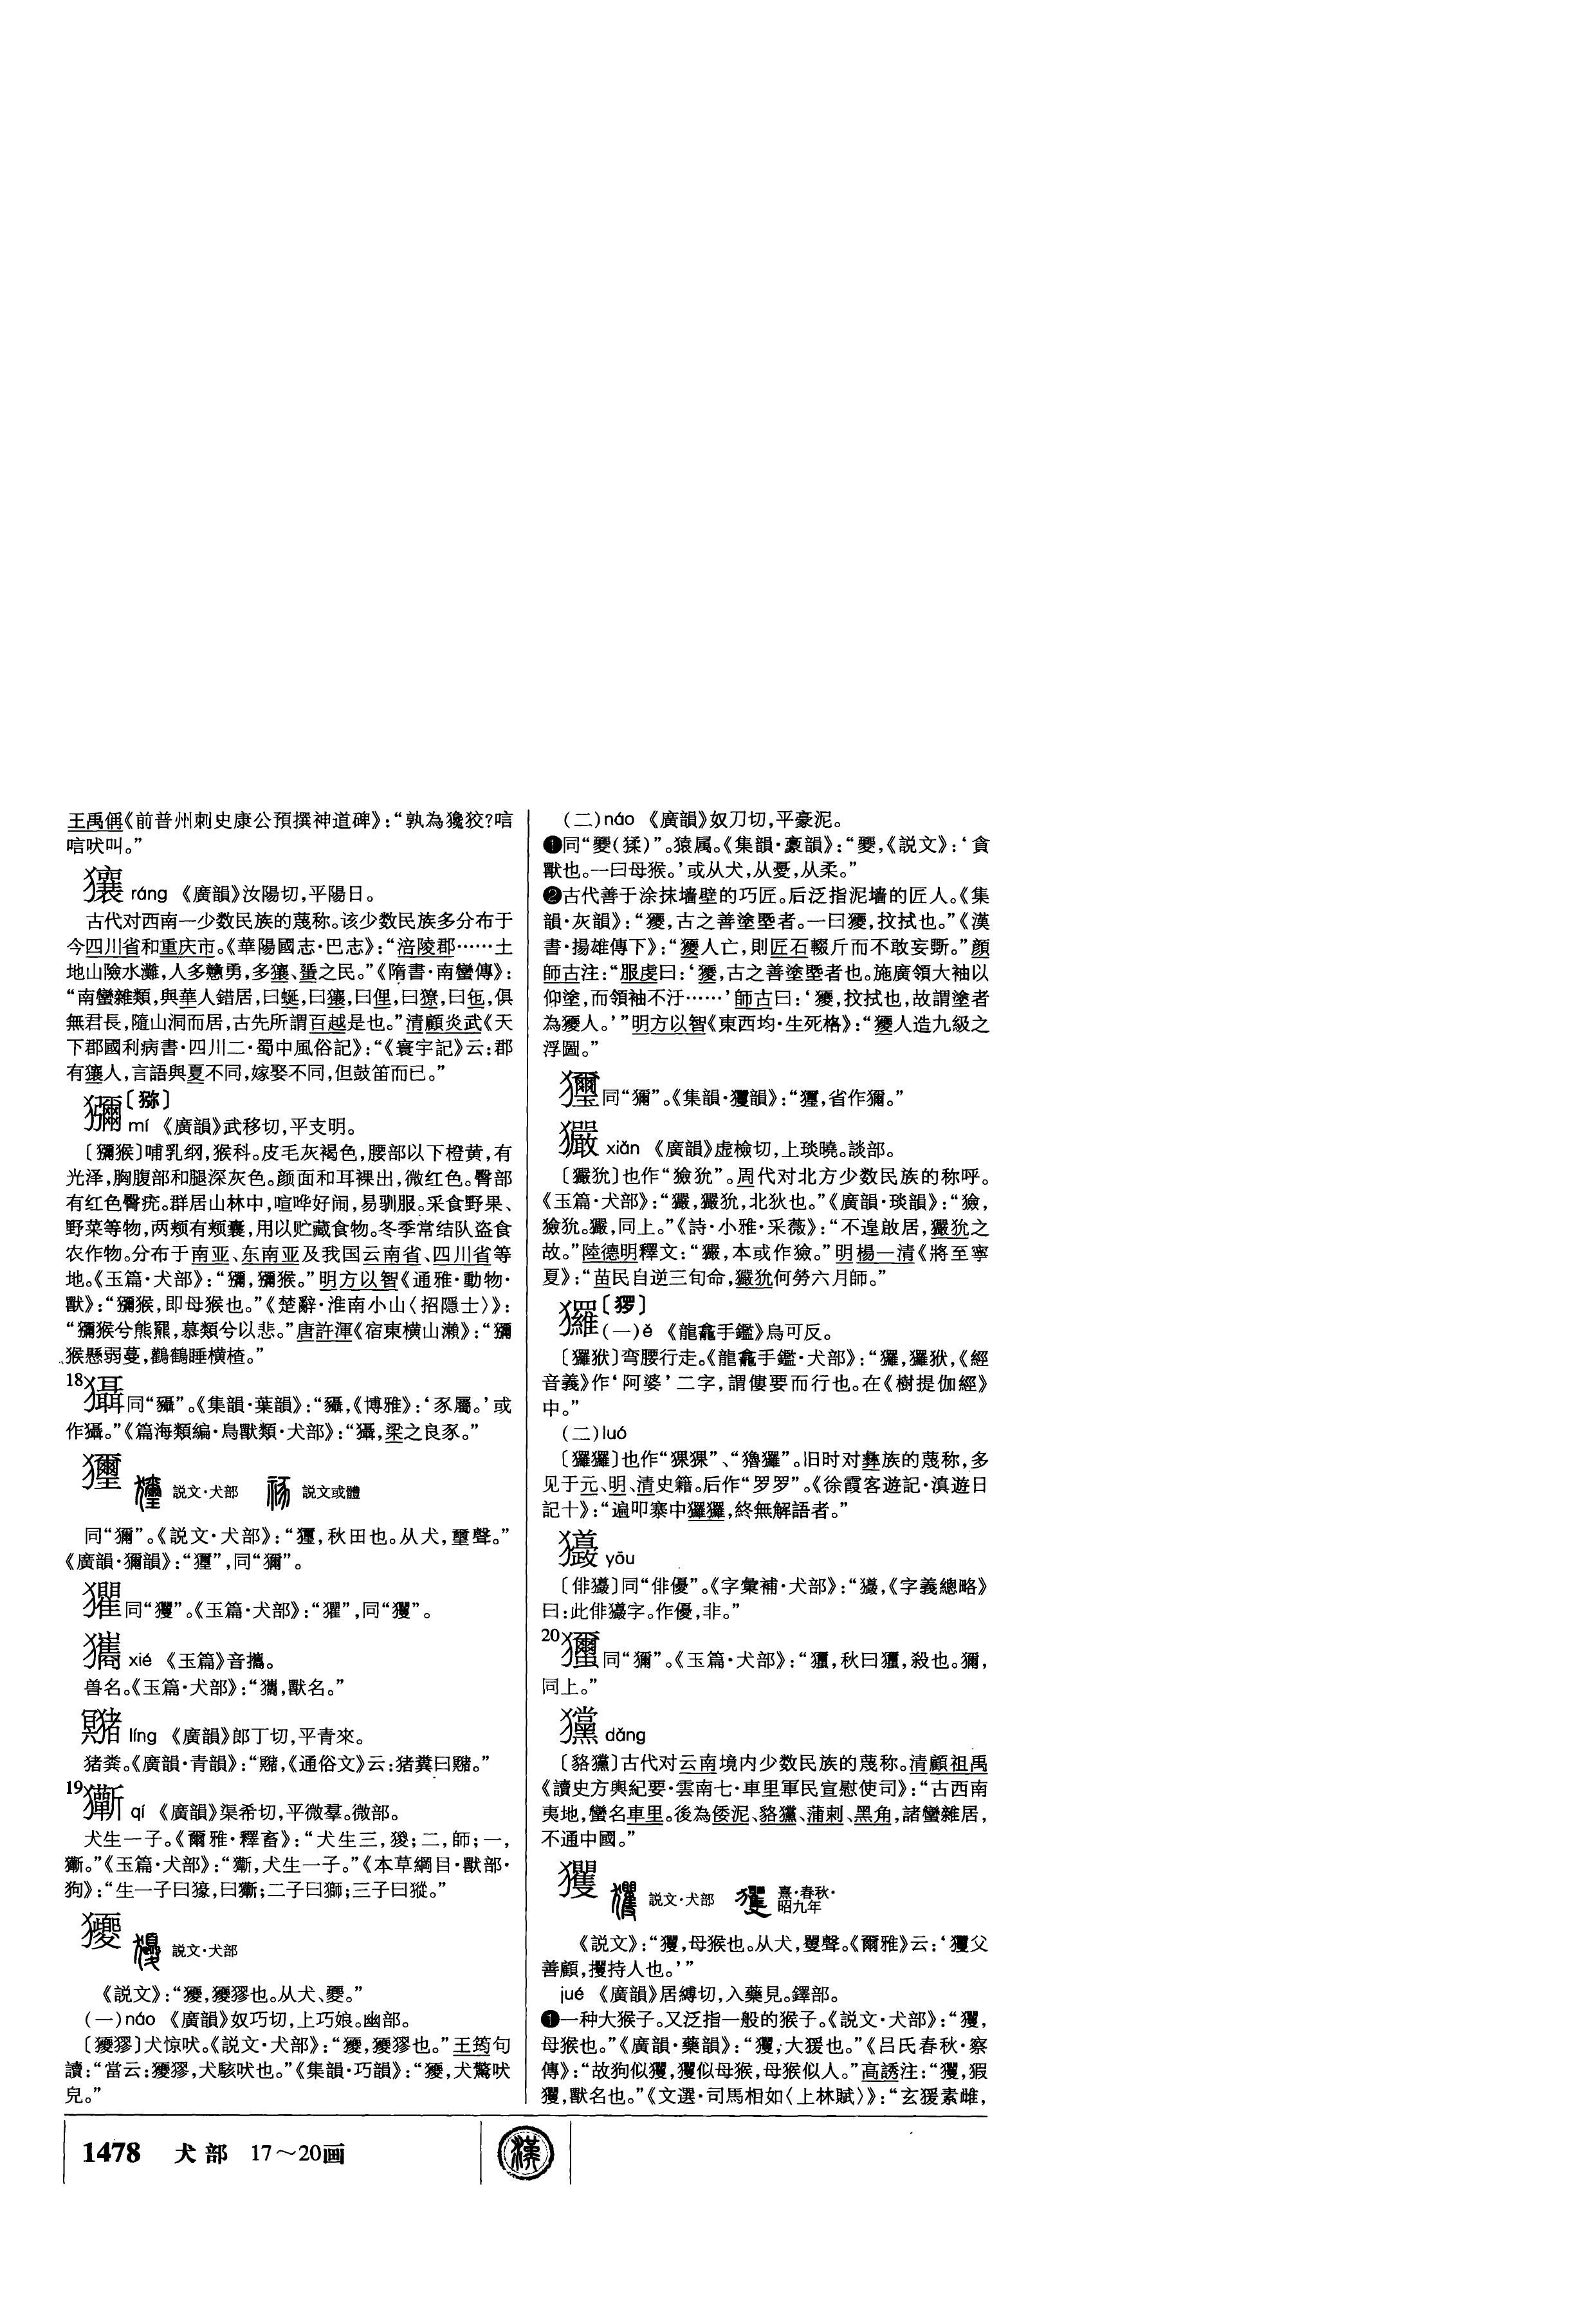 王禹偁《前普州刺史康公預撰神道碑》：“孰為獢狡?唁
唁吠叫。”
獽 ráng 《廣韻》汝陽切，平陽日。
古代对西南一少数民族的蔑称。该少数民族多分布于
今四川省和重庆市。《華陽國志·巴志》：“涪陵郡……土
地山險水灘，人多戇勇，多獽、蜑之民。”《隋書·南蠻傳》：
“南蠻雜類，與華人錯居，曰蜒，曰獽，曰俚，曰獠，曰㐌，俱
無君長，隨山洞而居，古先所謂百越是也。”清顧炎武《天
下郡國利病書·四川二·蜀中風俗記》：“《寰宇記》云：郡
有獽人，言語與夏不同，嫁娶不同，但鼓笛而已。”
獼〔猕〕
mí 《廣韻》武移切，平支明。
〔獼猴〕哺乳纲，猴科。皮毛灰褐色，腰部以下橙黄，有
光泽，胸腹部和腿深灰色。颜面和耳裸出，微红色。臀部
有红色臀疣。群居山林中，喧哗好闹，易驯服。采食野果、
野菜等物，两颊有颊囊，用以贮藏食物。冬季常结队盗食
农作物。分布于南亚、东南亚及我国云南省、四川省等
地。《玉篇·犬部》：“獼，獼猴。”明方以智《通雅·動物·
獸》：“獼猴，即母猴也。”《楚辭·淮南小山〈招隱士〉》：
“獼猴兮熊羆，慕類兮以悲。”唐許渾《宿東横山瀨》：“獼
猴懸弱蔓，鸛鶴睡横楂。”
18 同“䝕”。《集韻·葉韻》：“䝕，《博雅》：‘豕屬。’或
作㺷。”《篇海類編·鳥獸類·犬部》：“㺷，梁之良豕。”
説文·犬部 説文或體
同“獮”。《説文·犬部》：“玃，秋田也。从犬，璽聲。”
《廣韻·獮韻》：“”，同“獮”。
同“玃”。《玉篇·犬部》：“”，同“玃”。
xié 《玉篇》音攜。
兽名。《玉篇·犬部》：“，獸名。”
líng 《廣韻》郎丁切，平青來。
猪粪。《廣韻·青韻》：“，《通俗文》云：猪糞曰。”
19 㺷 qí 《廣韻》渠希切，平微羣。微部。
犬生一子。《爾雅·釋畜》：“犬生三，猣；二，師；一，
。”《玉篇·犬部》：“，犬生一子。”《本草綱目·獸部·
狗》：“生一子曰㹶，曰；二子曰獅；三子曰猣。”
獿 説文·犬部
《説文》：“獿，獿㺒也。从犬、夒。”
(一)náo 《廣韻》奴巧切，上巧娘。幽部。
〔獿㺒〕犬惊吠。《説文·犬部》：“獿，獿㺒也。”王筠句
讀：“當云：獿㺒，犬駭吠也。”《集韻·巧韻》：“獿，犬驚吠
皃。”
(二)náo 《廣韻》奴刀切，平豪泥。
❶同“夒(猱)”。猿属。《集韻·豪韻》：“夒，《説文》：‘貪
獸也。一曰母猴。’或从犬，从憂，从柔。”
❷古代善于涂抹墙壁的巧匠。后泛指泥墙的匠人。《集
韻·灰韻》：“獿，古之善塗塈者。一曰獿，抆拭也。”《漢
書·揚雄傳下》：“獿人亡，則匠石輟斤而不敢妄斲。”顔
師古注：“服虔曰：‘獿，古之善塗塈者也。施廣領大袖以
仰塗，而領袖不汙……’師古曰：‘獿，抆拭也，故謂塗者
為獿人。’”明方以智《東西均·生死格》：“獿人造九級之
浮圖。”
同“獮”。《集韻·玃韻》：“，省作獮。”
玁 xiǎn 《廣韻》虚檢切，上琰曉。談部。
〔玁狁〕也作“獫狁”。周代对北方少数民族的称呼。
《玉篇·犬部》：“玁，玁狁，北狄也。”《廣韻·琰韻》：“獫，
獫狁。玁，同上。”《詩·小雅·采薇》：“不遑啟居，玁狁之
故。”陸德明釋文：“玁，本或作獫。”明楊一清《將至寧
夏》：“苗民自逆三旬命，玁狁何勞六月師。”
玀〔猡〕
(一)ě 《龍龕手鑑》烏可反。
〔玀㹤〕弯腰行走。《龍龕手鑑·犬部》：“玀，玀㹤，《經
音義》作‘阿婆’二字，謂僂要而行也。在《樹提伽經》
中。”
(二)luó
〔玀玀〕也作“猓猓”、“㺏玀”。旧时对彝族的蔑称，多
见于元、明、清史籍。后作“罗罗”。《徐霞客遊記·滇遊日
記十》：“遍叩寨中玀玀，終無解語者。”
yōu
〔俳〕同“俳優”。《字彙補·犬部》：“，《字義總略》
曰：此俳字。作優，非。”
20 同“獮”。《玉篇·犬部》：“，秋曰，殺也。獮，
同上。”
dǎng
〔貉㼕〕古代对云南境内少数民族的蔑称。清顧祖禹
《讀史方輿紀要·雲南七·車里軍民宣慰使司》：“古西南
夷地，蠻名車里。後為倭泥、貉、蒲剌、黑角，諸蠻雜居，
不通中國。”
玃 説文·犬部 熹·春秋·
昭九年
《説文》：“玃，母猴也。从犬，矍聲。《爾雅》云：‘玃父
善顧，攫持人也。’”
jué 《廣韻》居縛切，入藥見。鐸部。
❶一种大猴子。又泛指一般的猴子。《説文·犬部》：“玃，
母猴也。”《廣韻·藥韻》：“玃，大猨也。”《吕氏春秋·察
傳》：“故狗似玃，玃似母猴，母猴似人。”高誘注：“玃，猳
玃，獸名也。”《文選·司馬相如〈上林賦〉》：“玄猨素雌，
1478 犬部 17～20画
漢